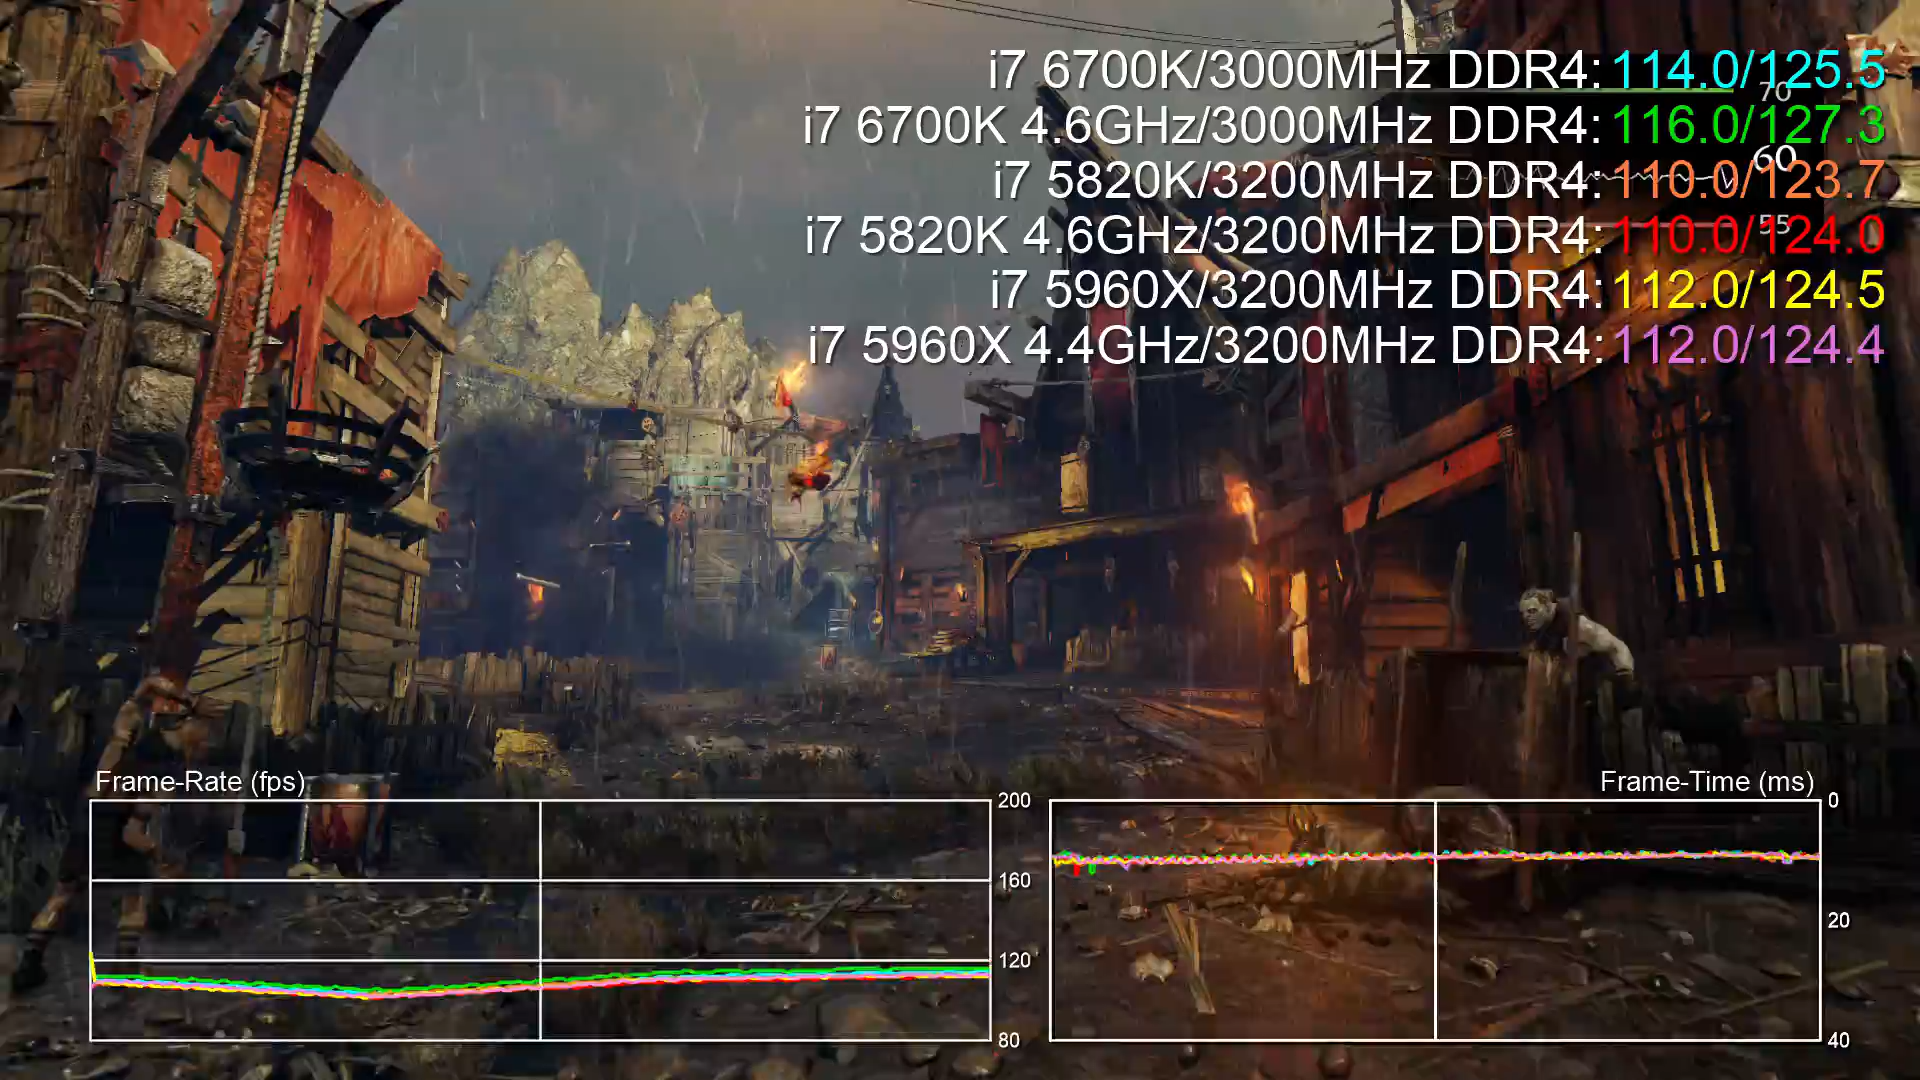 i7 6700K/3000MHz DDR4: 114.0/125.5
70
i7 6700K 4.6GHz/3000MHz DDR4: 116.0/127.3
60
i7 5820K/3200MHz DDR4: 110.0/123.7
55
i7 5820K 4.6GHz/3200MHz DDR4: 110.0/124.0
i7 5960X/3200MHz DDR4: 112.0/124.5
i7 5960X 4.4GHz/3200MHz DDR4: 112.0/124.4
Frame-Rate (fps)
200
160
120
80
Frame-Time (ms)
0
20
40